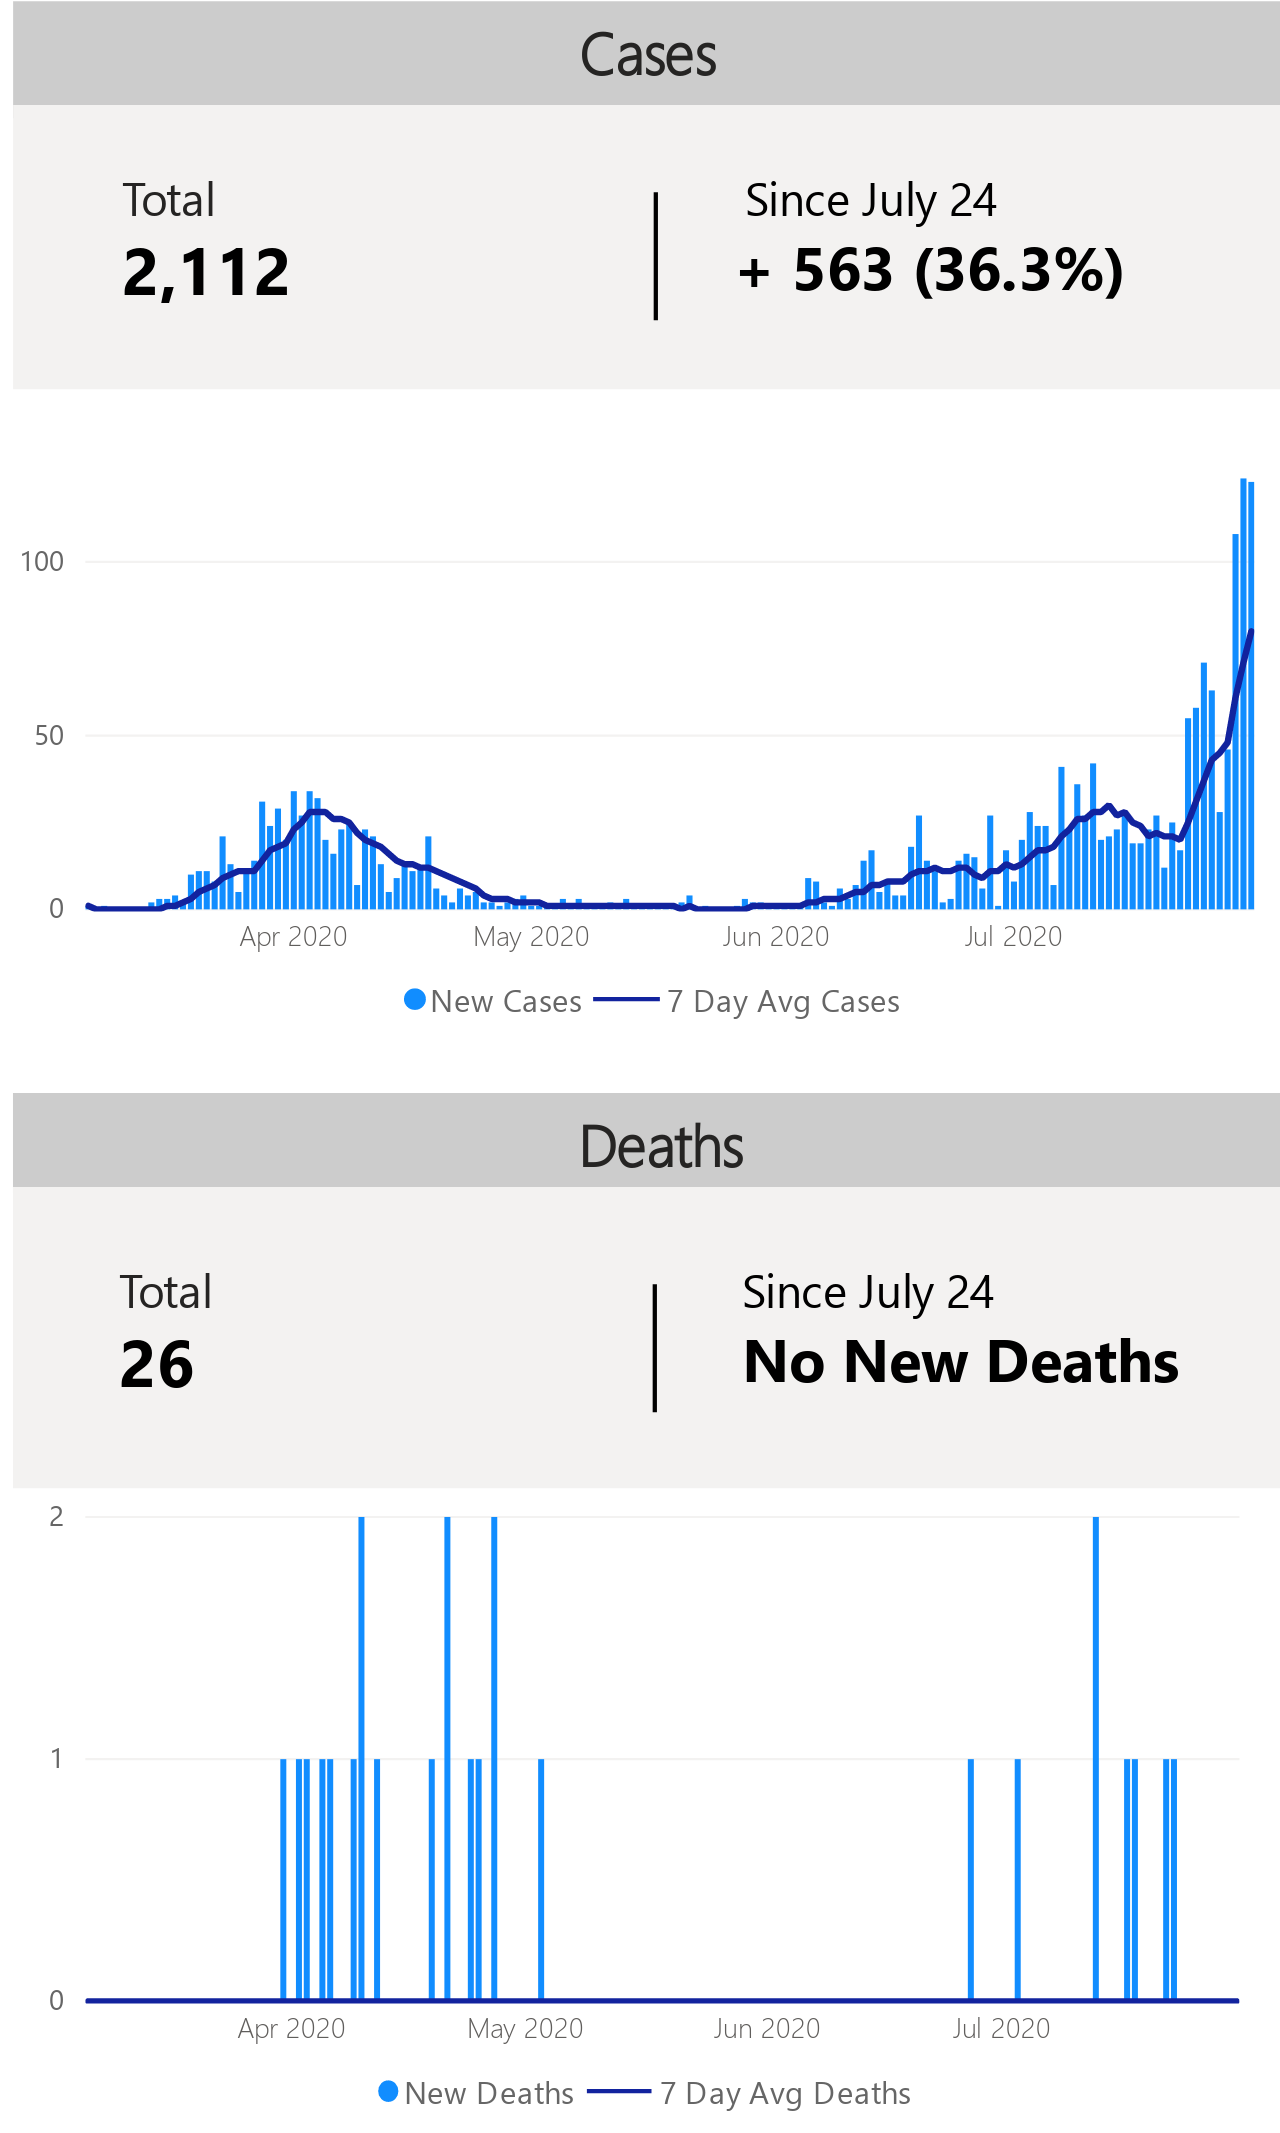 Cases
Total
2,112
Since July 24
+ 563 (36.3%)
100
50
0
Apr 2020 May 2020 Jun 2020 Jul 2020
New Cases 7 Day Avg Cases
Deaths
Total
26
Since July 24
No New Deaths
2
1
0
Apr 2020 May 2020 Jun 2020 Jul 2020
New Deaths 7 Day Avg Deaths